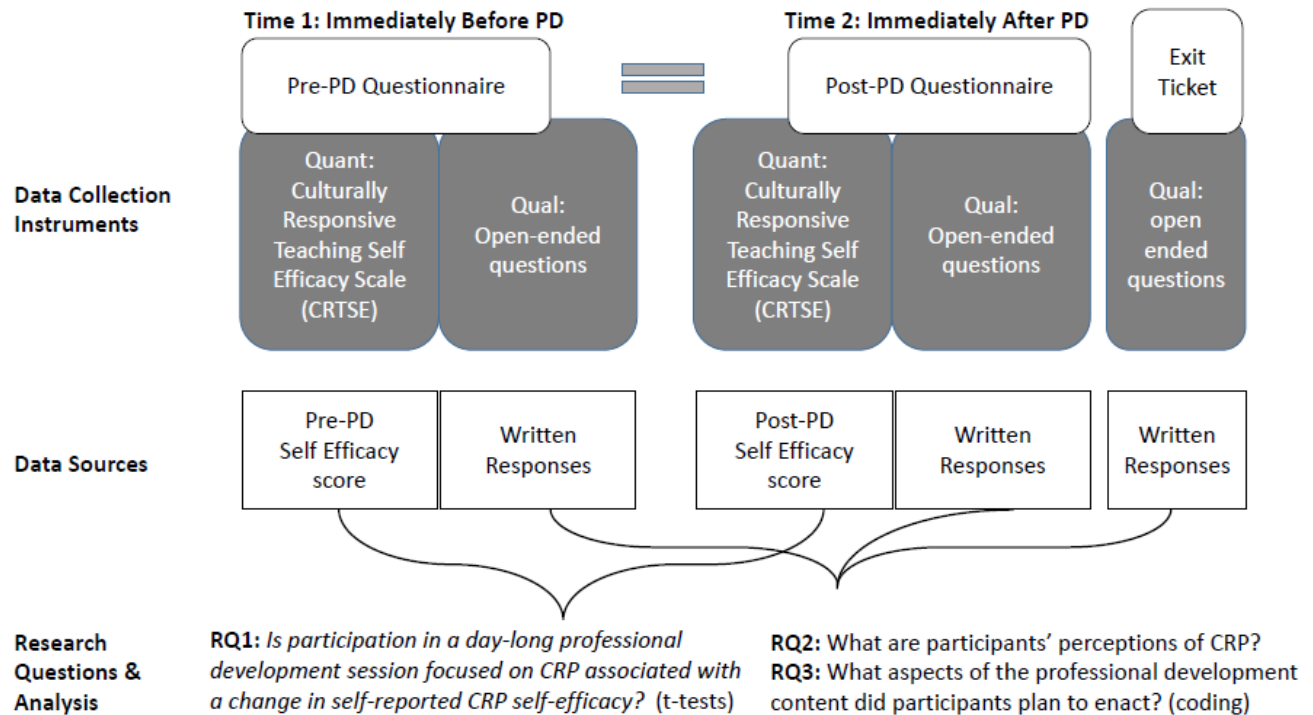 Time 1: Immediately Before PD
Time 2: Immediately After PD
Pre-PD Questionnaire
Post-PD Questionnaire
Exit
Ticket
Data Collection
Instruments
Quant:
Culturally
Responsive
Teaching Self
Efficacy Scale
(CRTSE)
Qual:
Open-ended
questions
Quant:
Culturally
Responsive
Teaching Self
Efficacy Scale
(CRTSE)
Qual:
Open-ended
questions
Qual:
open
ended
questions
Data Sources
Pre-PD
Self Efficacy
score
Written
Responses
Post-PD
Self Efficacy
score
Written
Responses
Written
Responses
Research
Questions &
Analysis
RQ1: Is participation in a day-long professional
development session focused on CRP associated with
a change in self-reported CRP self-efficacy? (t-tests)
RQ2: What are participants’ perceptions of CRP?
RQ3: What aspects of the professional development
content did participants plan to enact? (coding)